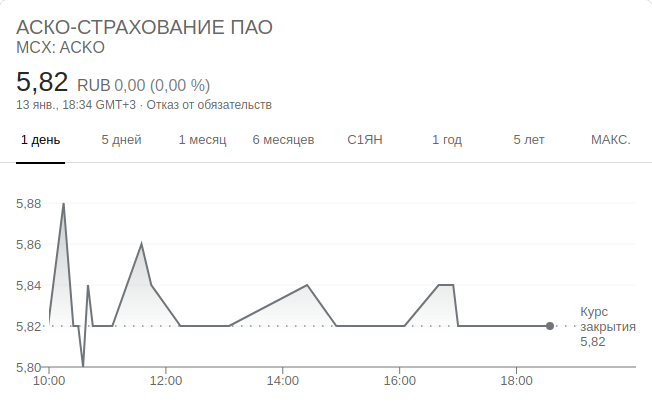 АСКО-СТРАХОВАНИЕ ПАО
MCX: ACKO
5,82 RUB 0,00 (0,00 %)
13 янв., 18:34 GMT+3 · Отказ от обязательств
1 день 5 дней 1 месяц 6 месяцев С1ЯН 1 год 5 лет МАКС.
5,88
5,86
5,84
5,82
5,80
Курс
закрытия
5,82
10:00 12:00 14:00 16:00 18:00